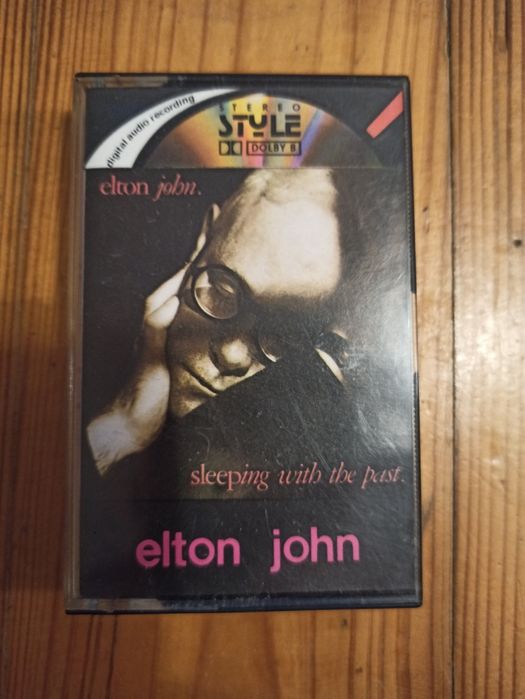 digital audio recording
STEREO
STYLE
DOLBY B
elton john.
sleeping with the past.
elton john